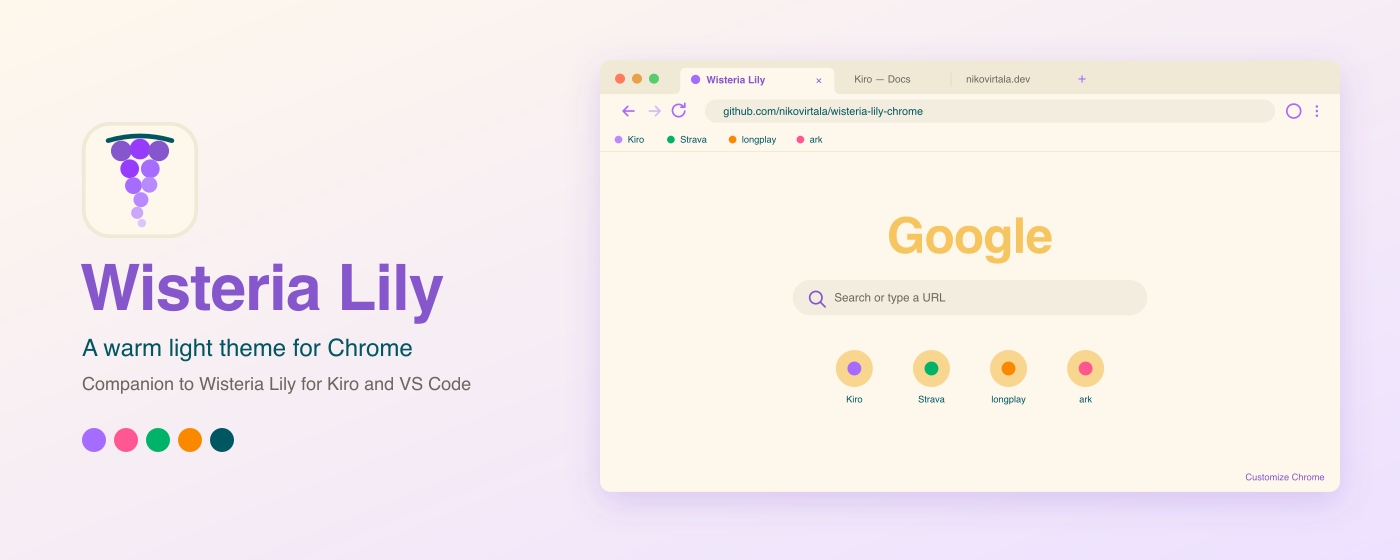 Wisteria Lily
A warm light theme for Chrome
Companion to Wisteria Lily for Kiro and VS Code
Wisteria Lily × Kiro — Docs nikovirtala.dev +
github.com/nikovirtala/wisteria-lily-chrome
Kiro Strava longplay ark
Google
Search or type a URL
Kiro Strava longplay ark
Customize Chrome